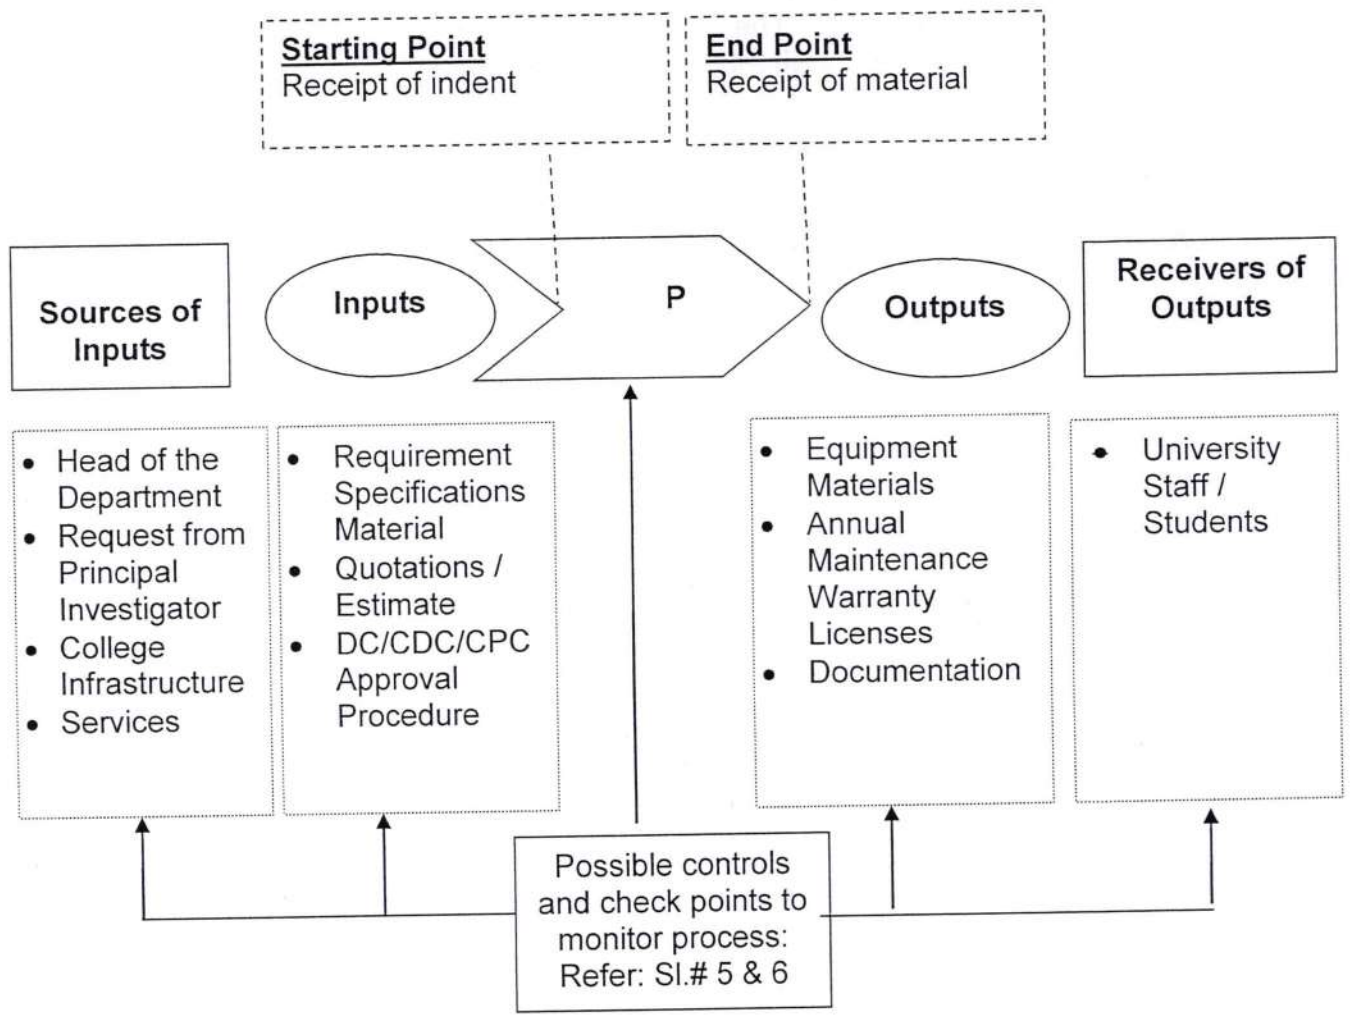 Starting Point
Receipt of indent
End Point
Receipt of material
Sources of
Inputs
Inputs
P
Outputs
Receivers of
Outputs
• Head of the
Department
• Request from
Principal
Investigator
• College
Infrastructure
• Services
• Requirement
Specifications
Material
• Quotations /
Estimate
• DC/CDC/CPC
Approval
Procedure
• Equipment
Materials
• Annual
Maintenance
Warranty
Licenses
• Documentation
• University
Staff /
Students
Possible controls
and check points to
monitor process:
Refer: Sl.# 5 & 6